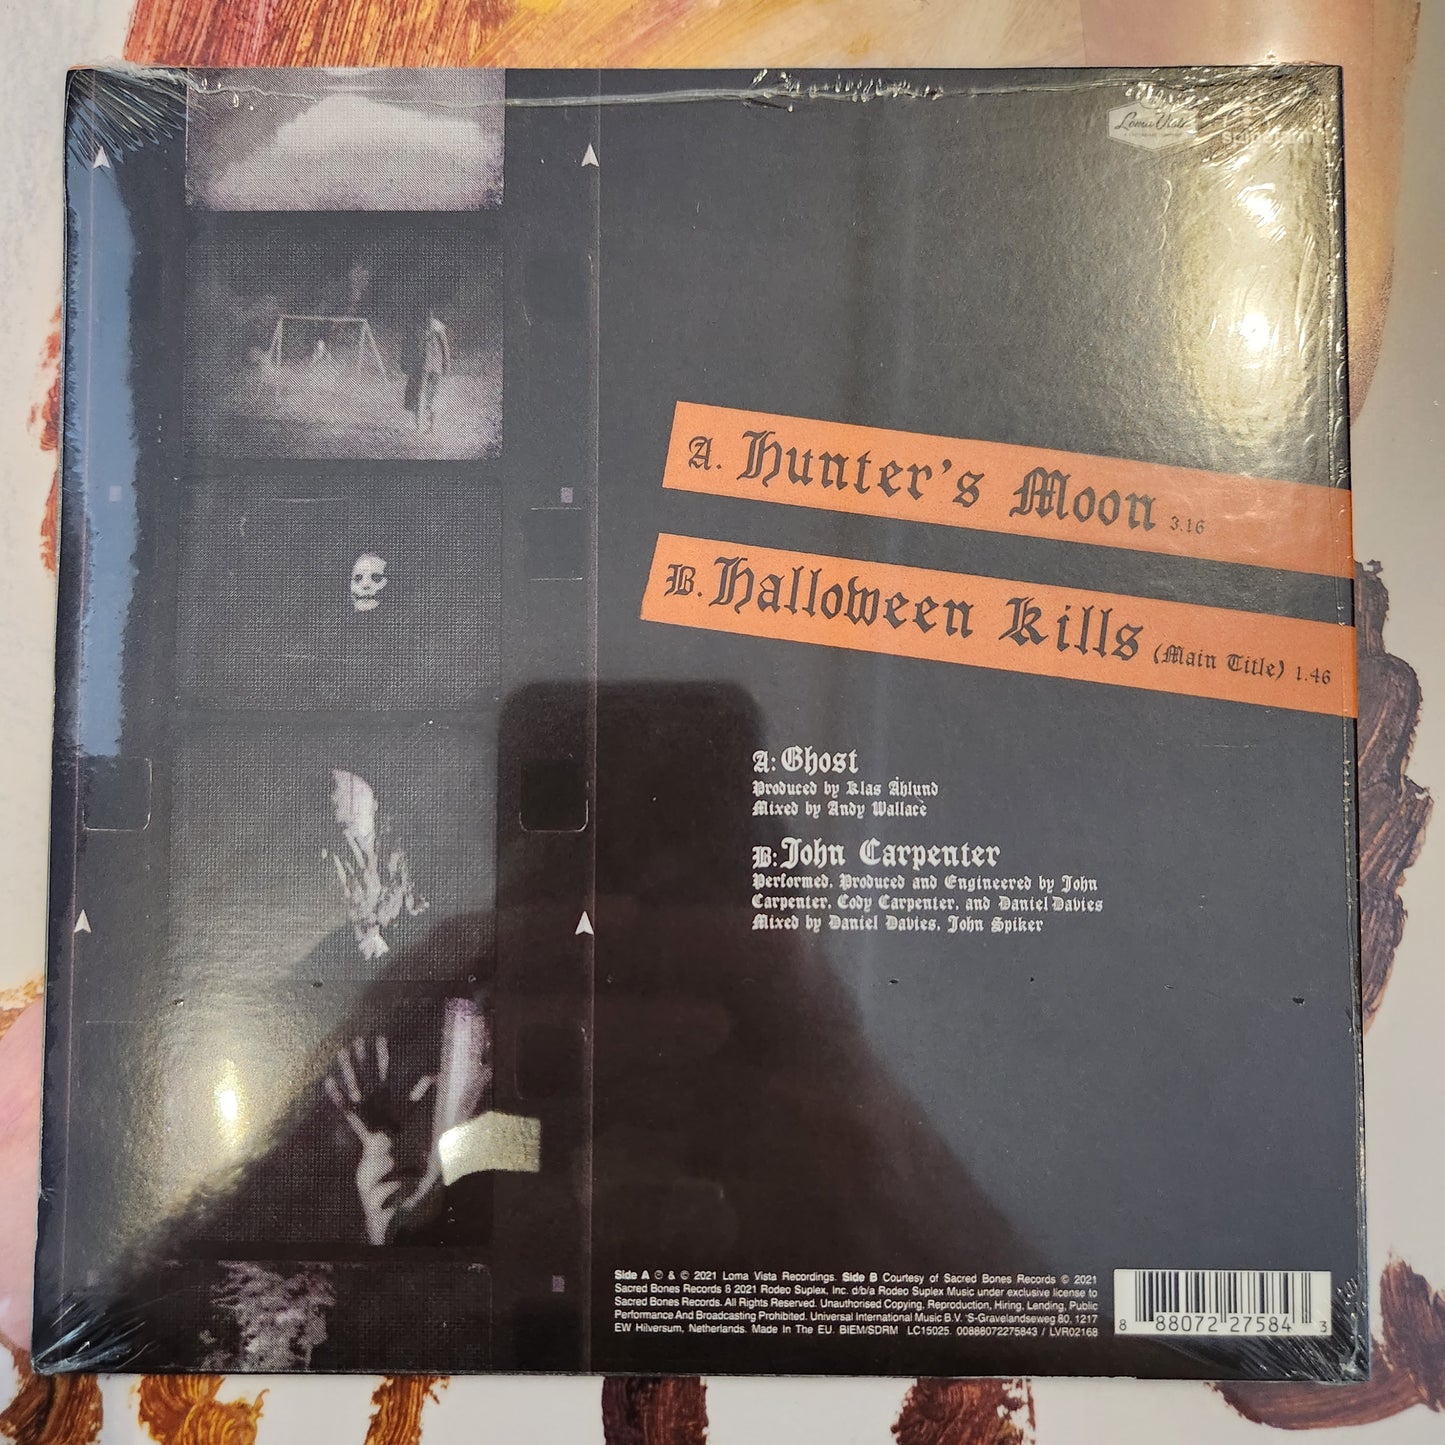 Loma Vista
A. Hunter's Moon 3.16
B. Halloween Kills (Main Title) 1.46
A: Ghost
Produced by Klas Åhlund
Mixed by Andy Wallace
B: John Carpenter
Performed, Produced and Engineered by John
Carpenter, Cody Carpenter, and Daniel Davies
Mixed by Daniel Davies, John Spiker
Side A ℗ & © 2021 Loma Vista Recordings. Side B Courtesy of Sacred Bones Records © 2021
Sacred Bones Records & 2021 Rodeo Suplex, Inc. d/b/a Rodeo Suplex Music under exclusive license to
Sacred Bones Records. All Rights Reserved. Unauthorised Copying, Reproduction, Hiring, Lending, Public
Performance And Broadcasting Prohibited. Universial International Music B.V. 'S-Gravelandseweg 80, 1217
EW Hilversum, Netherlands. Made In The EU. BIEM/SDRM LC15025. 00888072275843 / LVR02168
8 88072 27584 3